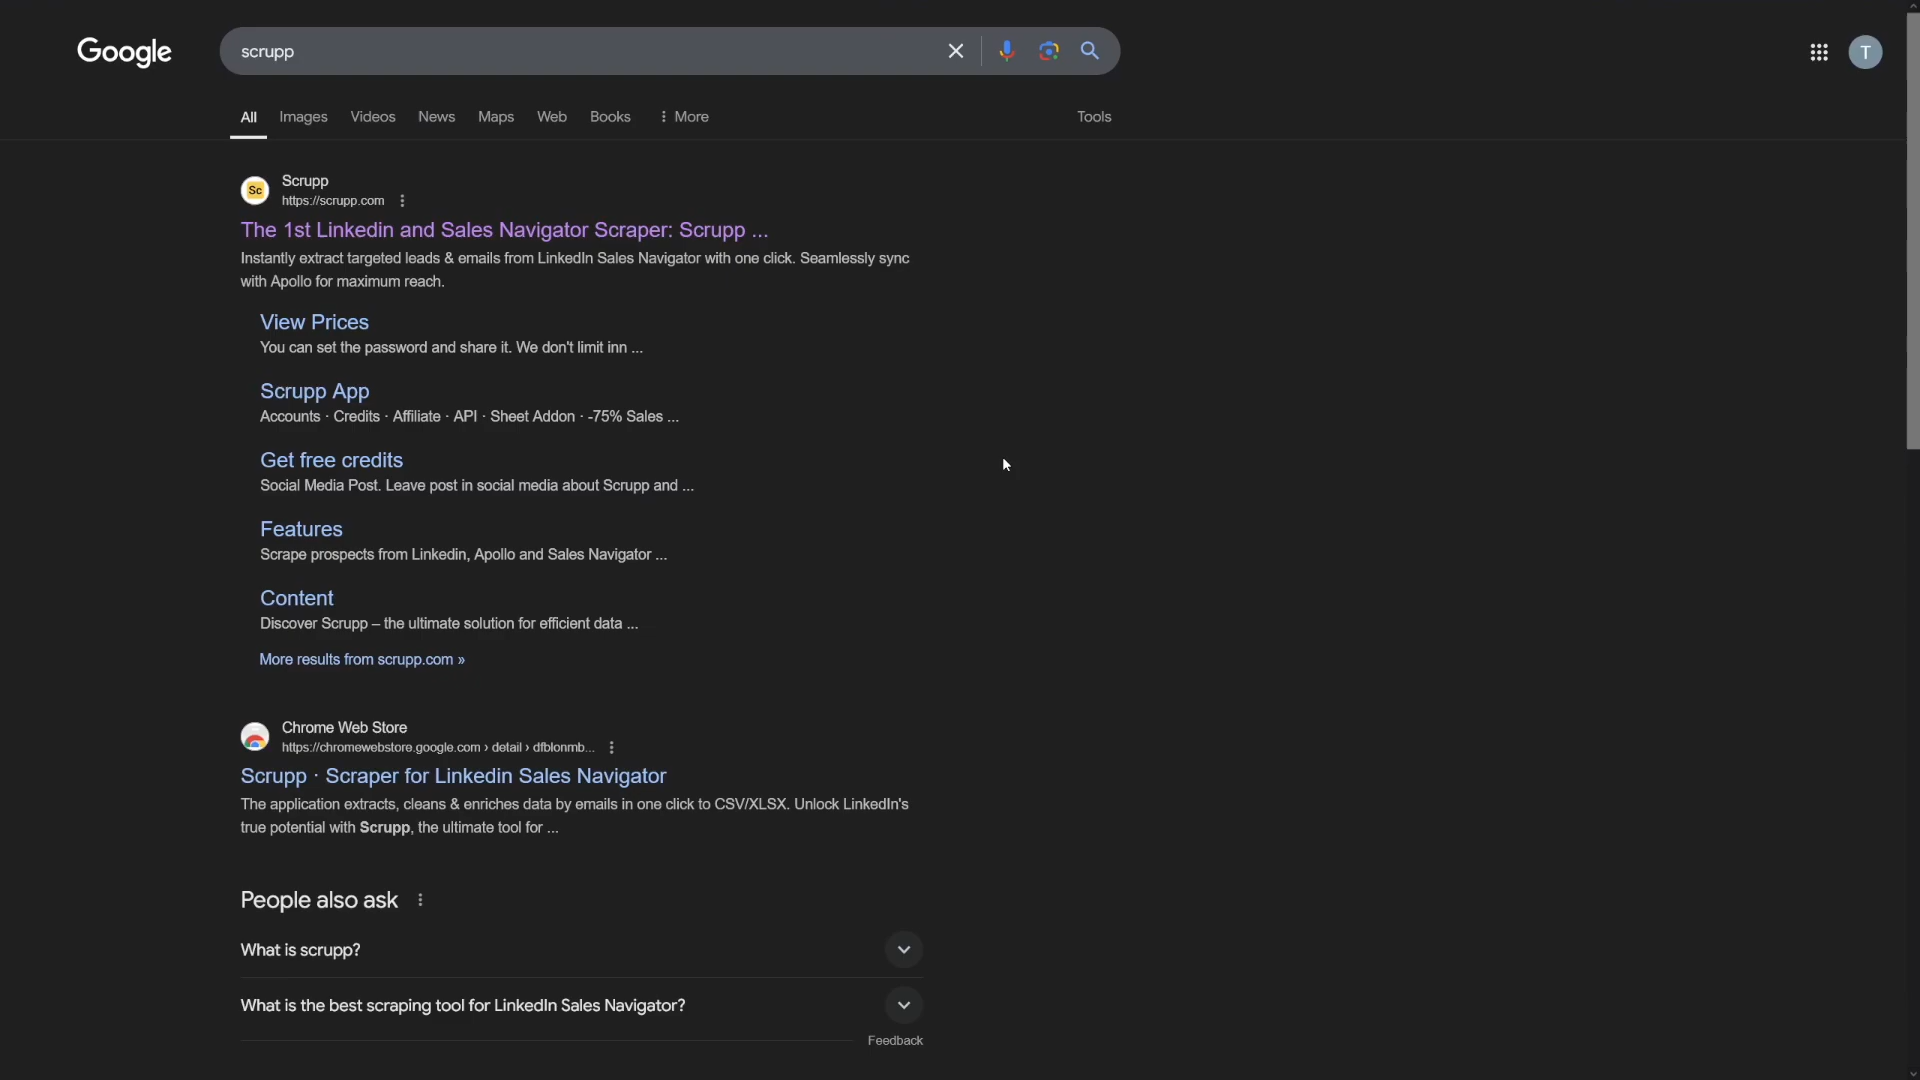 Google
scrupp
T
All Images Videos News Maps Web Books More Tools
Sc
Scrupp
https://scrupp.com
The 1st Linkedin and Sales Navigator Scraper: Scrupp ...
Instantly extract targeted leads & emails from LinkedIn Sales Navigator with one click. Seamlessly sync
with Apollo for maximum reach.
View Prices
You can set the password and share it. We don't limit inn ...
Scrupp App
Accounts · Credits · Affiliate · API · Sheet Addon · -75% Sales ...
Get free credits
Social Media Post. Leave post in social media about Scrupp and ...
Features
Scrape prospects from Linkedin, Apollo and Sales Navigator ...
Content
Discover Scrupp – the ultimate solution for efficient data ...
More results from scrupp.com »
Chrome Web Store
https://chromewebstore.google.com › detail › dfblonmb...
Scrupp · Scraper for Linkedin Sales Navigator
The application extracts, cleans & enriches data by emails in one click to CSV/XLSX. Unlock LinkedIn's
true potential with Scrupp, the ultimate tool for ...
People also ask
What is scrupp?
What is the best scraping tool for LinkedIn Sales Navigator?
Feedback